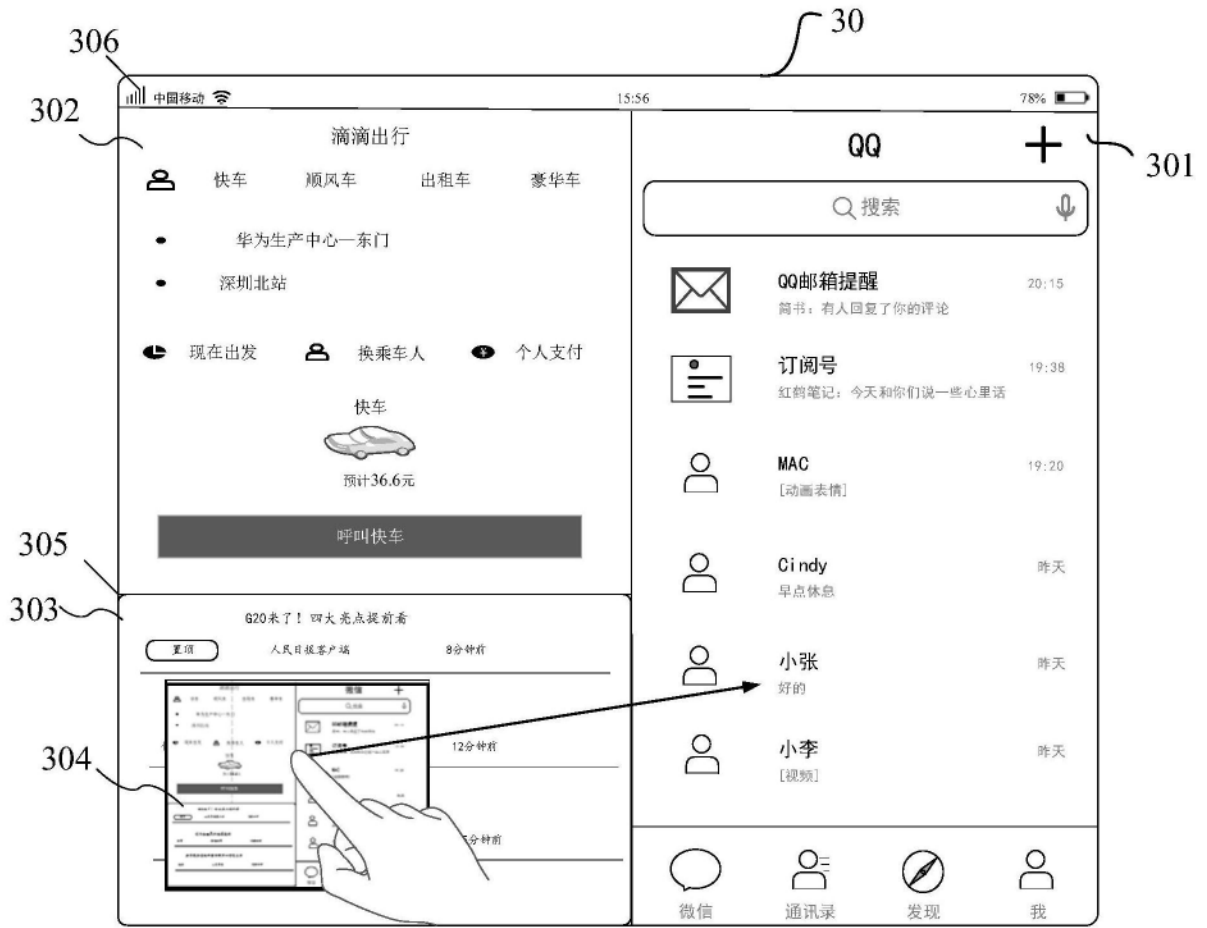 30
306
中国移动
15:56
78%
302
滴滴出行
快车 顺风车 出租车 豪华车
华为生产中心—东门
深圳北站
现在出发 换乘车人 个人支付
快车
预计36.6元
呼叫快车
305
303
G20来了！四大亮点提前看
置顶 人民日报客户端 8分钟前
12分钟前
304
5分钟前
微信
301
QQ
搜索
QQ邮箱提醒 20:15
简书：有人回复了你的评论
订阅号 19:38
红鹤笔记：今天和你们说一些心里话
MAC 19:20
[动画表情]
Cindy 昨天
早点休息
小张 昨天
好的
小李 昨天
[视频]
微信 通讯录 发现 我